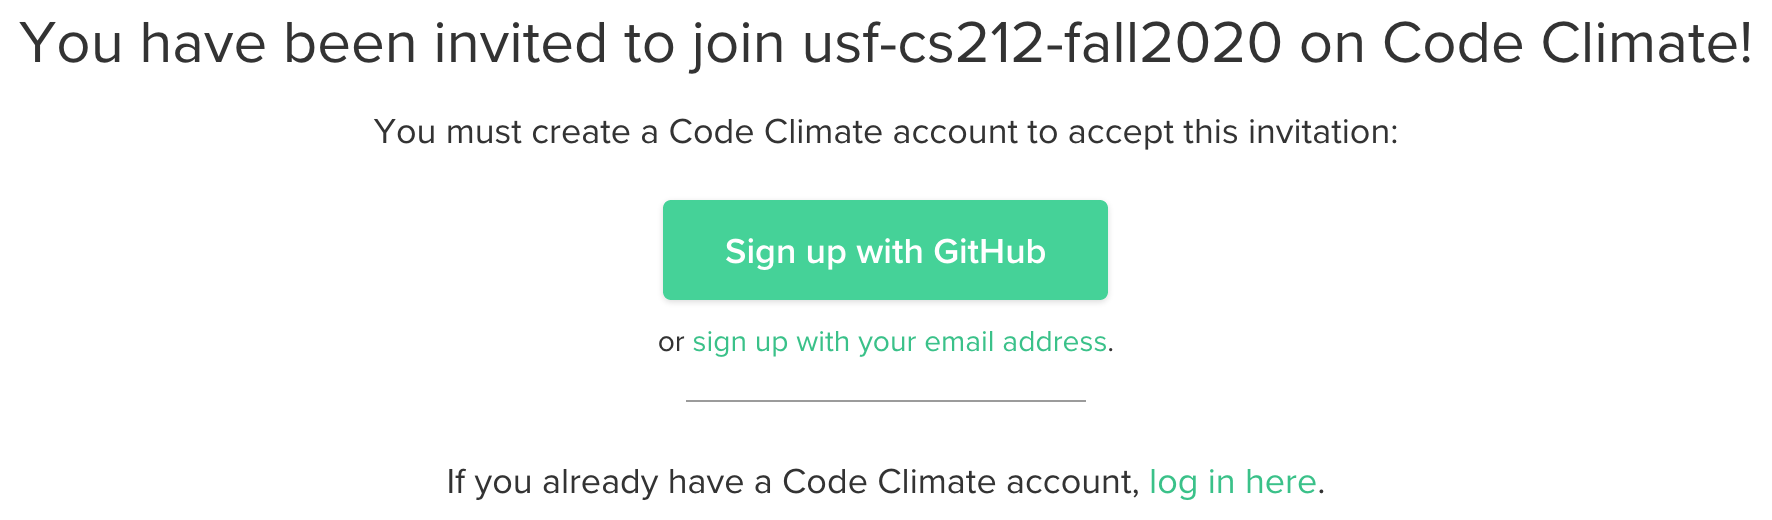 You have been invited to join usf-cs212-fall2020 on Code Climate!
You must create a Code Climate account to accept this invitation:
Sign up with GitHub
or sign up with your email address.
If you already have a Code Climate account, log in here.